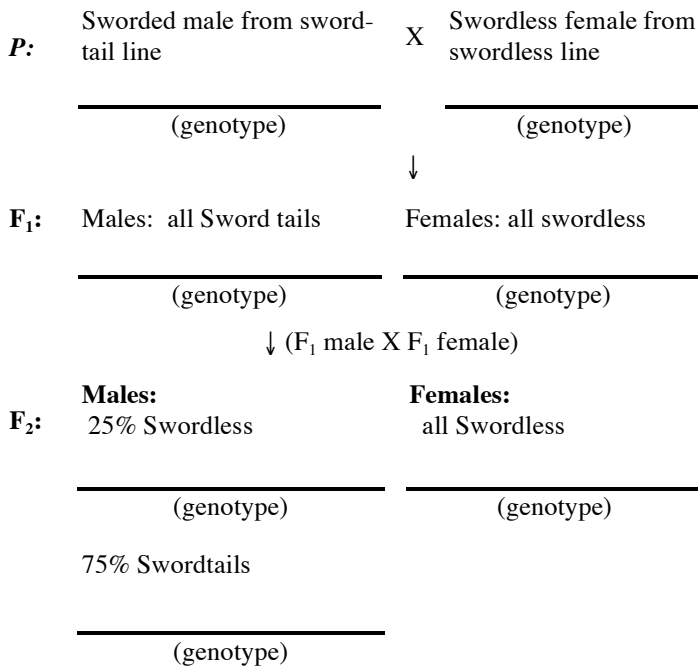 P:
Sworded male from sword-
tail line
X
Swordless female from
swordless line
(genotype)
(genotype)
↓
F₁:
Males: all Sword tails
Females: all swordless
(genotype)
(genotype)
↓ (F₁ male X F₁ female)
F₂:
Males:
25% Swordless
Females:
all Swordless
(genotype)
(genotype)
75% Swordtails
(genotype)